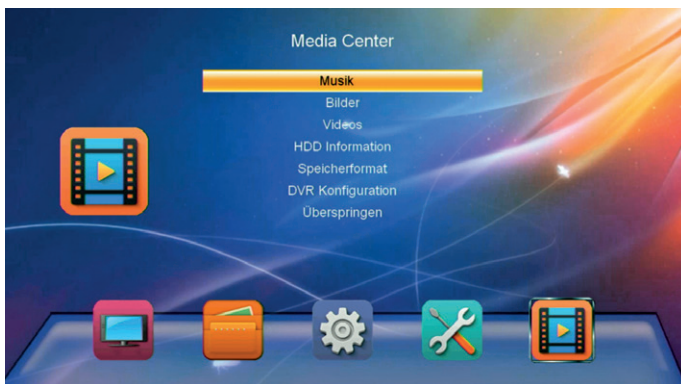 Media Center
Musik
Bilder
Videos
HDD Information
Speicherformat
DVR Konfiguration
Überspringen